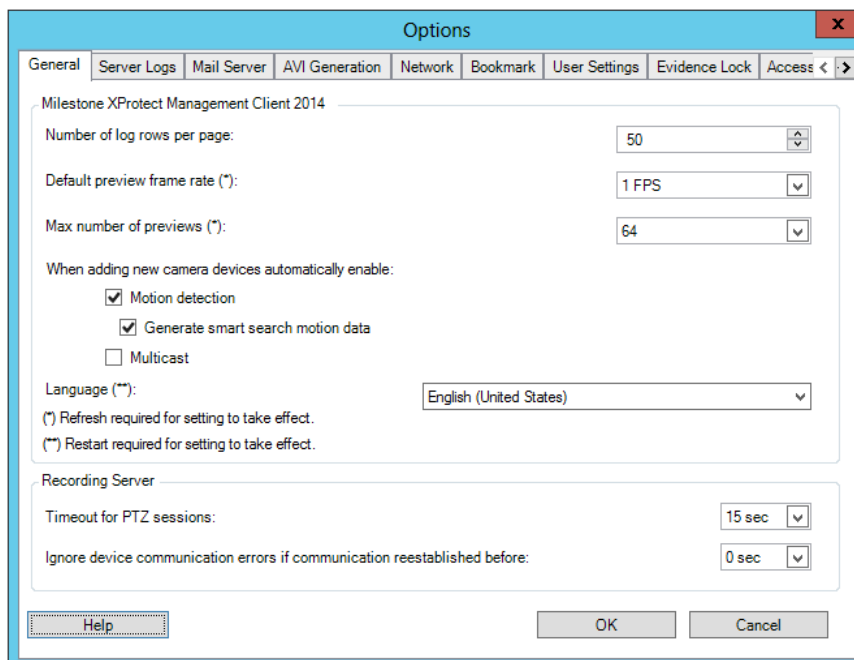 Options
x
General Server Logs Mail Server AVI Generation Network Bookmark User Settings Evidence Lock Access
Milestone XProtect Management Client 2014
Number of log rows per page: 50
Default preview frame rate (*): 1 FPS
Max number of previews (*): 64
When adding new camera devices automatically enable:
Motion detection
Generate smart search motion data
Multicast
Language (**): English (United States)
(*) Refresh required for setting to take effect.
(**) Restart required for setting to take effect.
Recording Server
Timeout for PTZ sessions: 15 sec
Ignore device communication errors if communication reestablished before: 0 sec
Help OK Cancel